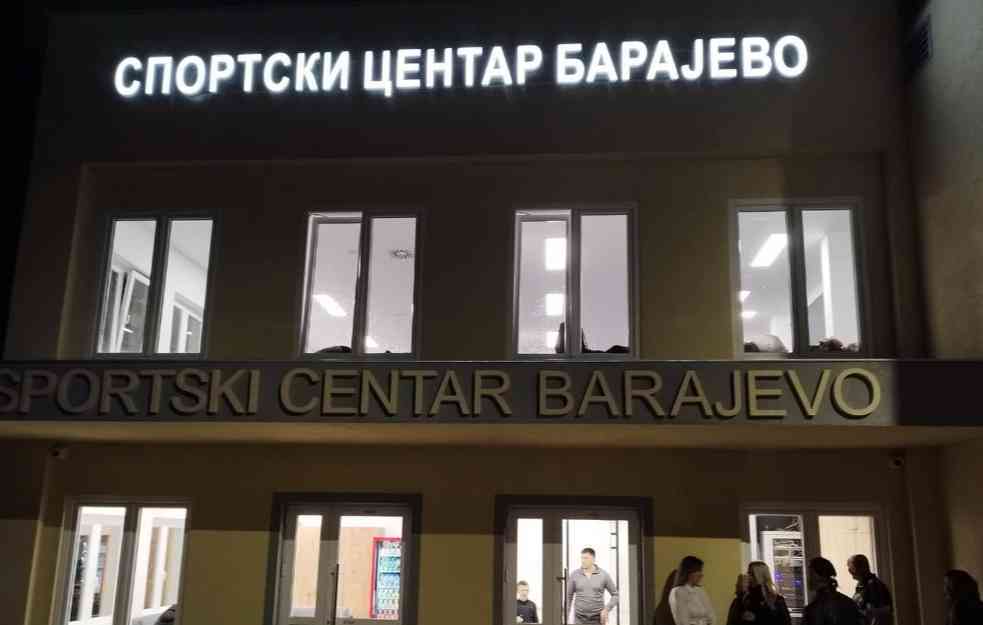 СПОРТСКИ ЦЕНТАР БАРАЈЕВО
SPORTSKI CENTAR BARAJEVO